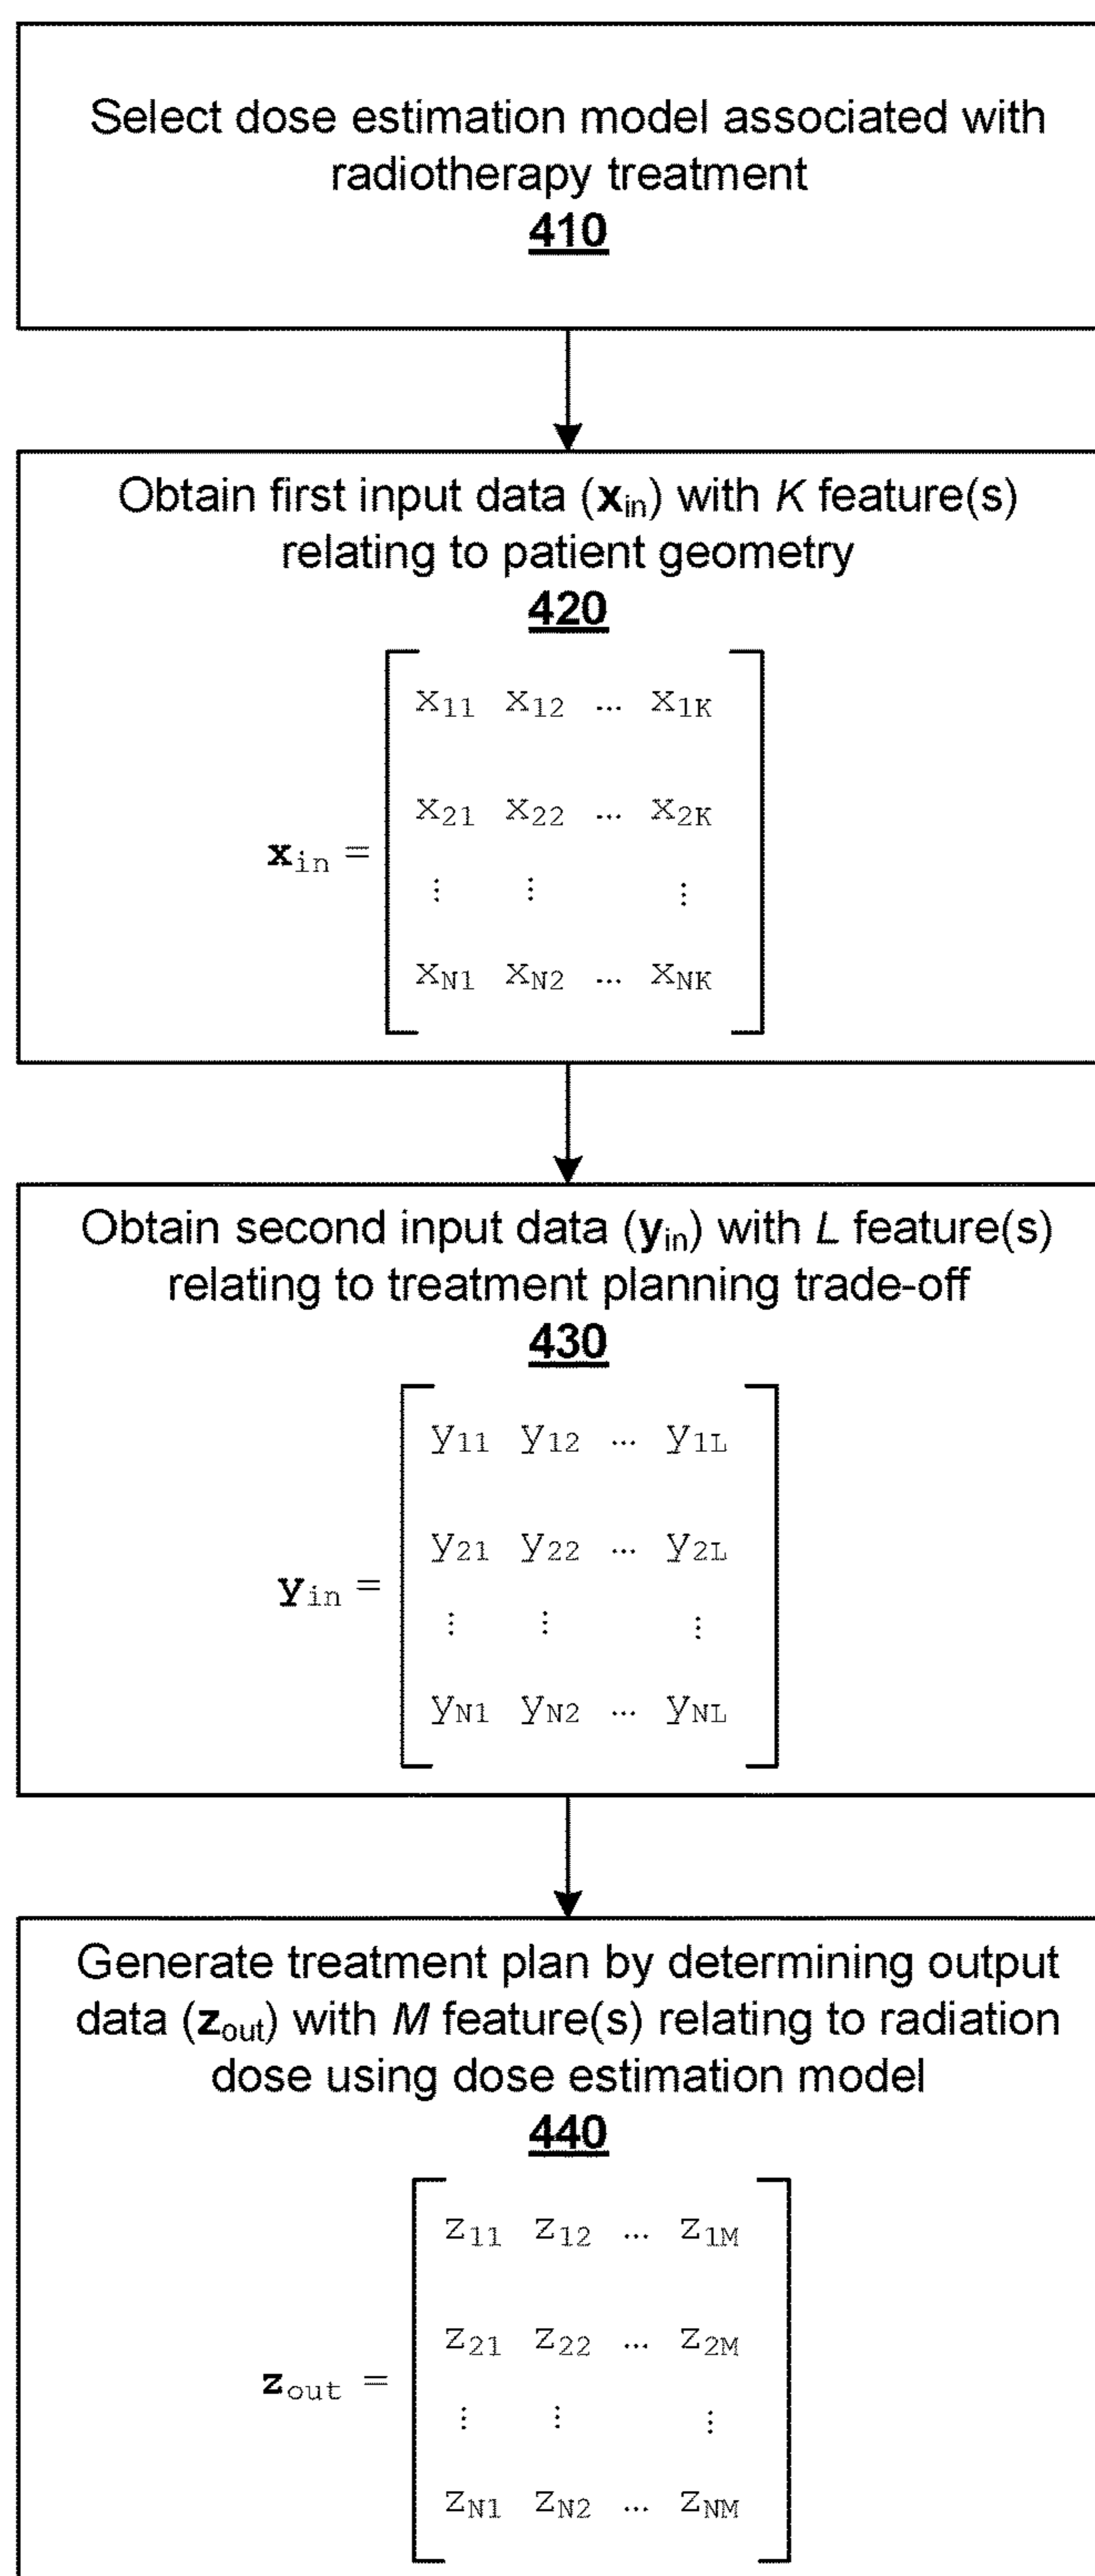 Select dose estimation model associated with
radiotherapy treatment
410
Obtain first input data (xin) with K feature(s)
relating to patient geometry
420
x11 x12 ... x1K
x21 x22 ... x2K
xin =
⋮ ⋮ ⋮
xN1 xN2 ... xNK
Obtain second input data (yin) with L feature(s)
relating to treatment planning trade-off
430
y11 y12 ... y1L
y21 y22 ... y2L
yin =
⋮ ⋮ ⋮
yN1 yN2 ... yNL
Generate treatment plan by determining output
data (zout) with M feature(s) relating to radiation
dose using dose estimation model
440
z11 z12 ... z1M
z21 z22 ... z2M
zout =
⋮ ⋮ ⋮
zN1 zN2 ... zNM